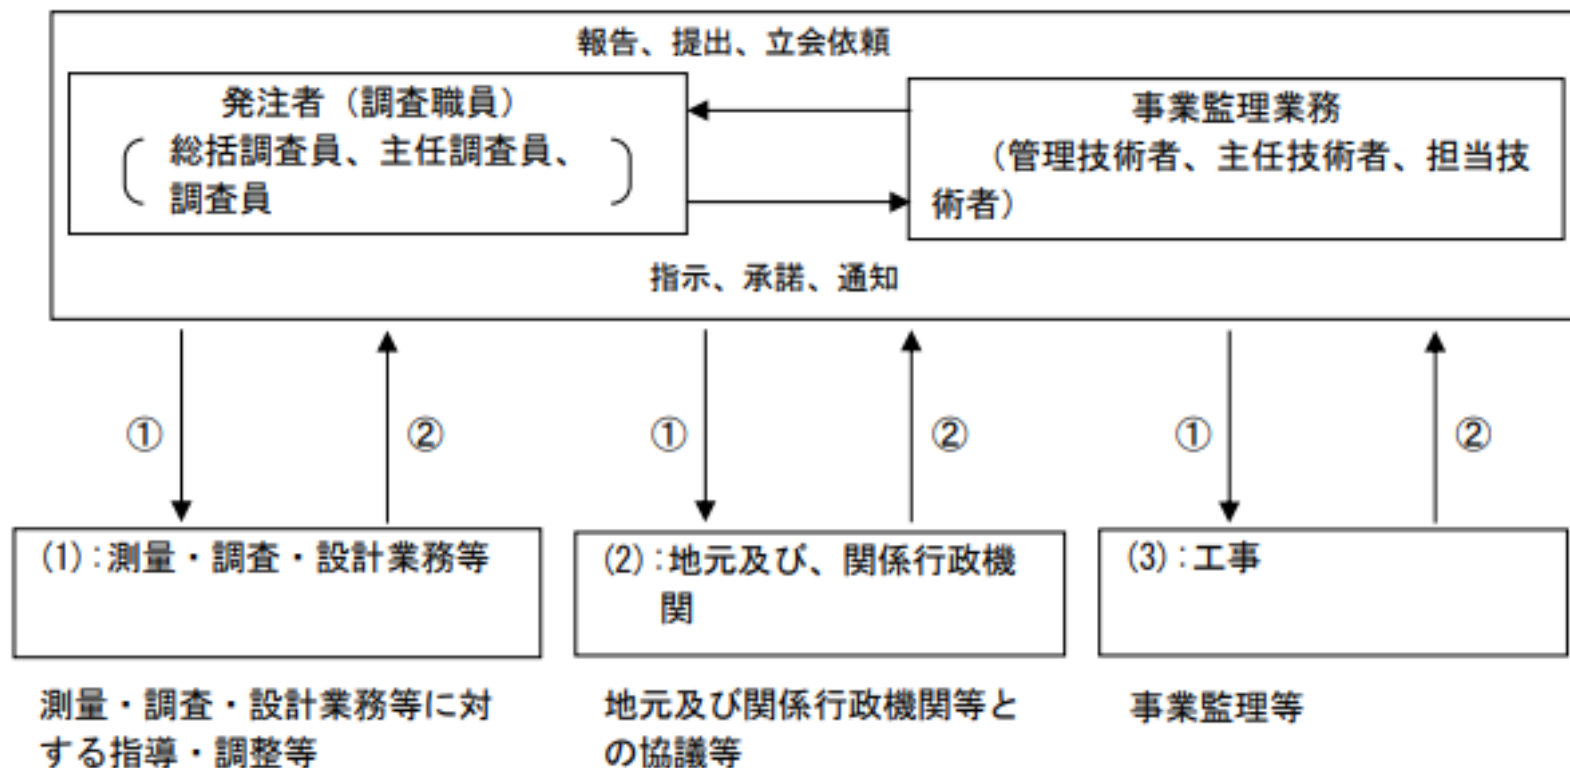 報告、提出、立会依頼
発注者（調査職員）
総括調査員、主任調査員、
調査員
事業監理業務
（管理技術者、主任技術者、担当技
術者）
指示、承諾、通知
①
②
①
②
①
②
(1)：測量・調査・設計業務等
(2)：地元及び、関係行政機
関
(3)：工事
測量・調査・設計業務等に対
する指導・調整等
地元及び関係行政機関等と
の協議等
事業監理等